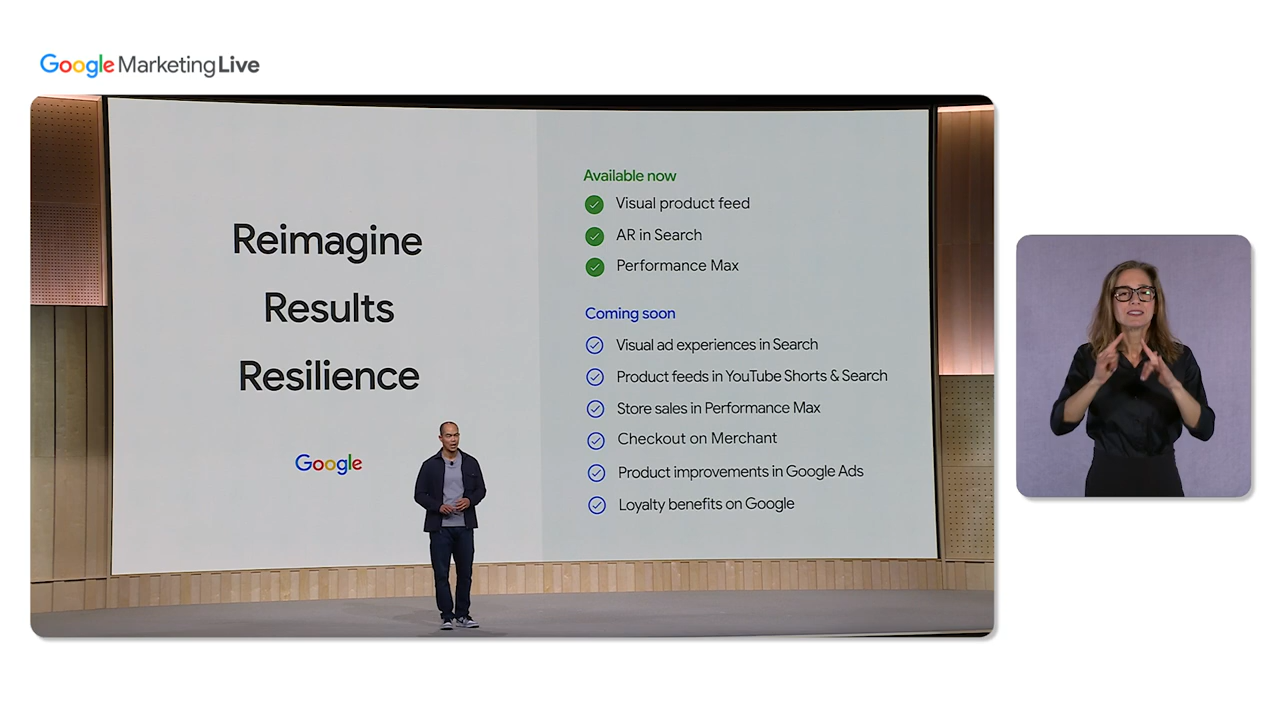 Google Marketing Live
Reimagine
Results
Resilience
Google
Available now
Visual product feed
AR in Search
Performance Max
Coming soon
Visual ad experiences in Search
Product feeds in YouTube Shorts & Search
Store sales in Performance Max
Checkout on Merchant
Product improvements in Google Ads
Loyalty benefits on Google